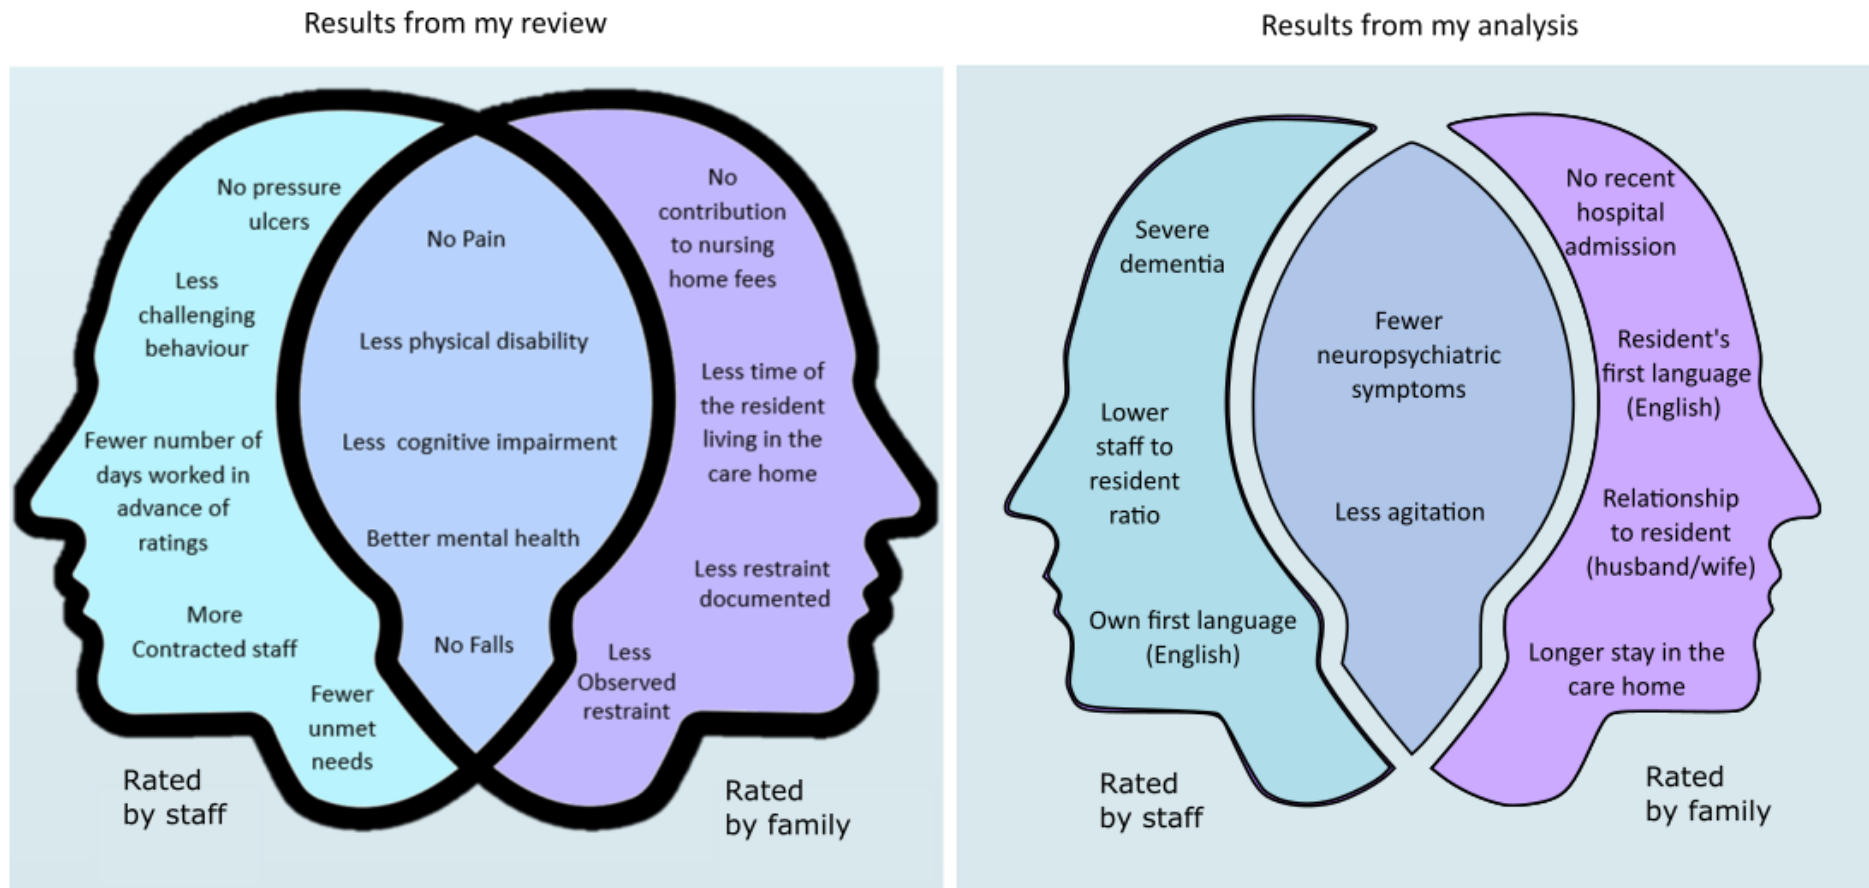 Results from my review
No pressure
ulcers
Less
challenging
behaviour
Fewer number of
days worked in
advance of
ratings
More
Contracted staff
Fewer
unmet
needs
Rated
by staff
No Pain
Less physical disability
Less  cognitive impairment
Better mental health
No Falls
No
contribution
to nursing
home fees
Less time of
the resident
living in the
care home
Less restraint
documented
Less
Observed
restraint
Rated
by family
Results from my analysis
Severe
dementia
Lower
staff to
resident
ratio
Own first language
(English)
Rated
by staff
Fewer
neuropsychiatric
symptoms
Less agitation
No recent
hospital
admission
Resident's
first language
(English)
Relationship
to resident
(husband/wife)
Longer stay in the
care home
Rated
by family